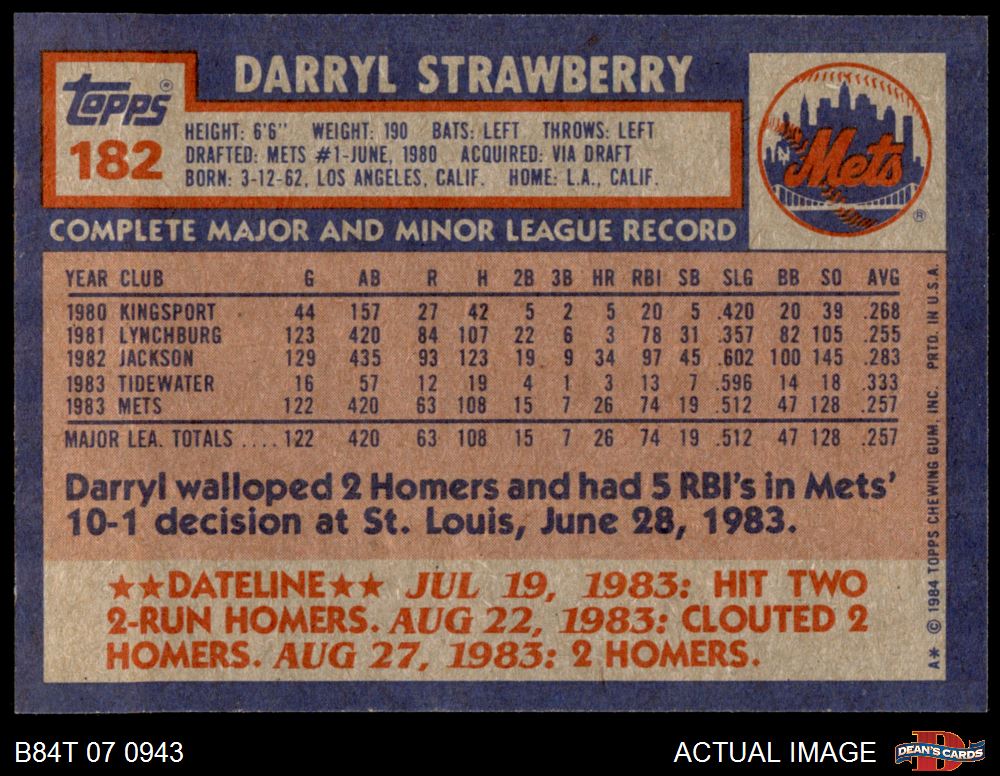 DARRYL STRAWBERRY
topps®
182
HEIGHT: 6'6" WEIGHT: 190 BATS: LEFT THROWS: LEFT
DRAFTED: METS #1-JUNE, 1980 ACQUIRED: VIA DRAFT
BORN: 3-12-62, LOS ANGELES, CALIF. HOME: L.A., CALIF.
NY
Mets
®
COMPLETE MAJOR AND MINOR LEAGUE RECORD
YEAR CLUB G AB R H 2B 3B HR RBI SB SLG BB SO AVG
1980 KINGSPORT 44 157 27 42 5 2 5 20 5 .420 20 39 .268
1981 LYNCHBURG 123 420 84 107 22 6 3 78 31 .357 82 105 .255
1982 JACKSON 129 435 93 123 19 9 34 97 45 .602 100 145 .283
1983 TIDEWATER 16 57 12 19 4 1 3 13 7 .596 14 18 .333
1983 METS 122 420 63 108 15 7 26 74 19 .512 47 128 .257
MAJOR LEA. TOTALS .... 122 420 63 108 15 7 26 74 19 .512 47 128 .257
Darryl walloped 2 Homers and had 5 RBI's in Mets'
10-1 decision at St. Louis, June 28, 1983.
★★DATELINE★★ JUL 19, 1983: HIT TWO
2-RUN HOMERS. AUG 22, 1983: CLOUTED 2
HOMERS. AUG 27, 1983: 2 HOMERS.
A* © 1984 TOPPS CHEWING GUM, INC. PRTD. IN U.S.A.
B84T 07 0943
ACTUAL IMAGE
D
DEAN'S CARDS